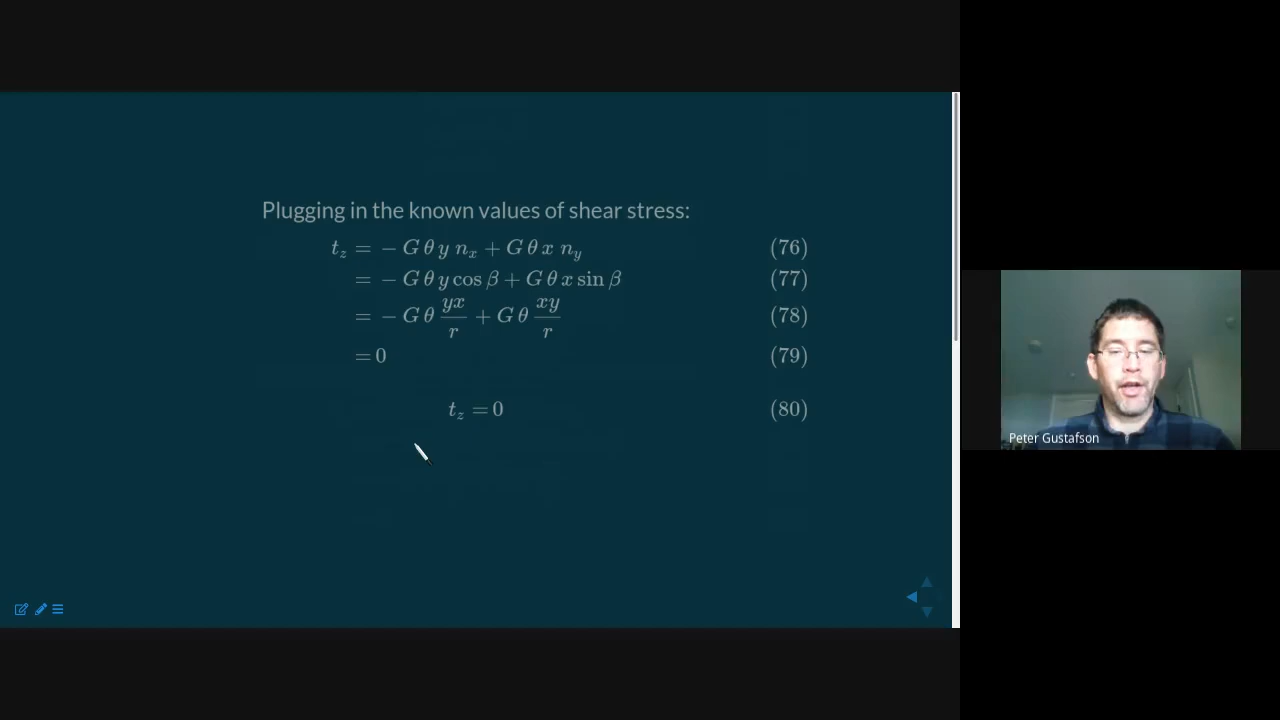 Plugging in the known values of shear stress:
t_z = − G θ y n_x + G θ x n_y (76)
= − G θ y cos β + G θ x sin β (77)
= − G θ yx/r + G θ xy/r (78)
= 0 (79)
t_z = 0 (80)
Peter Gustafson